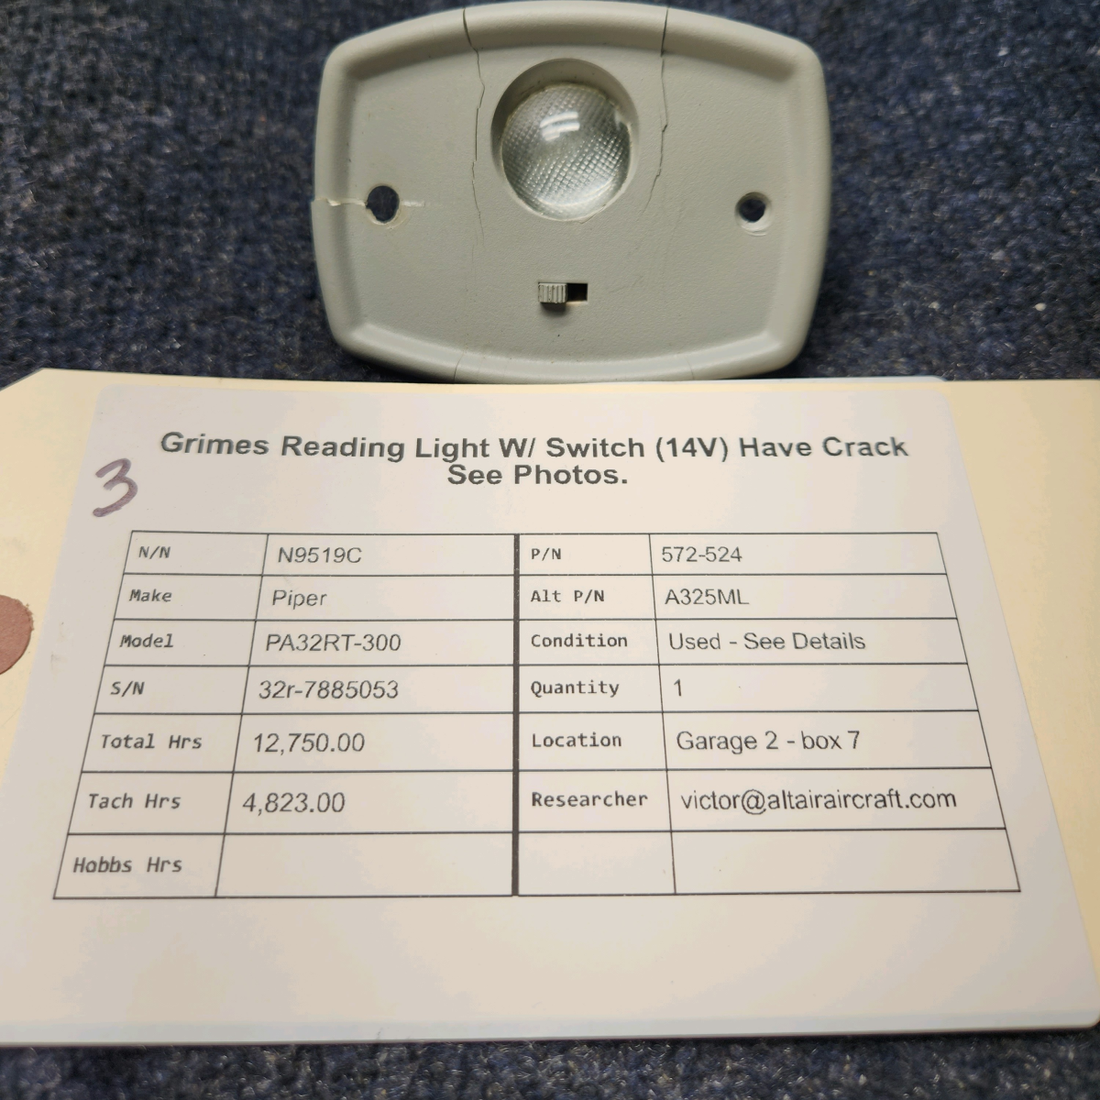 Grimes Reading Light W/ Switch (14V) Have Crack
See Photos.
3
N/N N9519C P/N 572-524
Make Piper Alt P/N A325ML
Model PA32RT-300 Condition Used - See Details
S/N 32r-7885053 Quantity 1
Total Hrs 12,750.00 Location Garage 2 - box 7
Tach Hrs 4,823.00 Researcher victor@altairaircraft.com
Hobbs Hrs